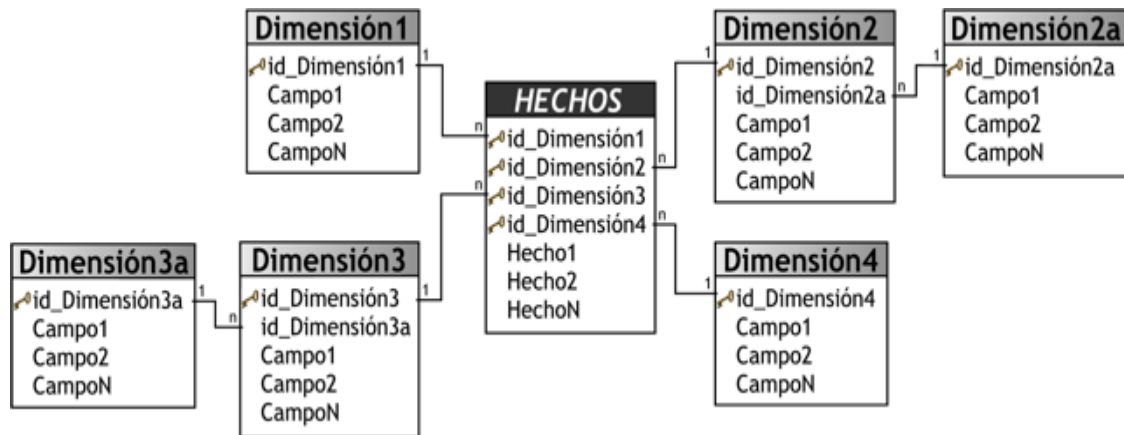 Dimensión1
id_Dimensión1
Campo1
Campo2
CampoN
1
n
HECHOS
id_Dimensión1
id_Dimensión2
id_Dimensión3
id_Dimensión4
Hecho1
Hecho2
HechoN
n
n
n
Dimensión2
id_Dimensión2
id_Dimensión2a
Campo1
Campo2
CampoN
1
n
Dimensión2a
id_Dimensión2a
Campo1
Campo2
CampoN
1
Dimensión3a
id_Dimensión3a
Campo1
Campo2
CampoN
1
n
Dimensión3
id_Dimensión3
id_Dimensión3a
Campo1
Campo2
CampoN
1
Dimensión4
id_Dimensión4
Campo1
Campo2
CampoN
1